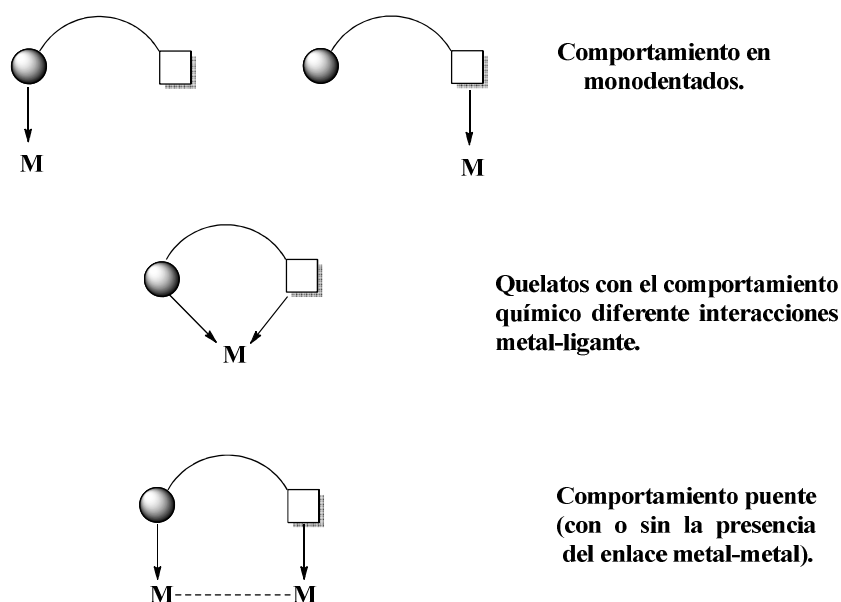 Comportamiento en
monodentados.
M
M
Quelatos con el comportamiento
químico diferente interacciones
metal-ligante.
M
Comportamiento puente
(con o sin la presencia
del enlace metal-metal).
M
M